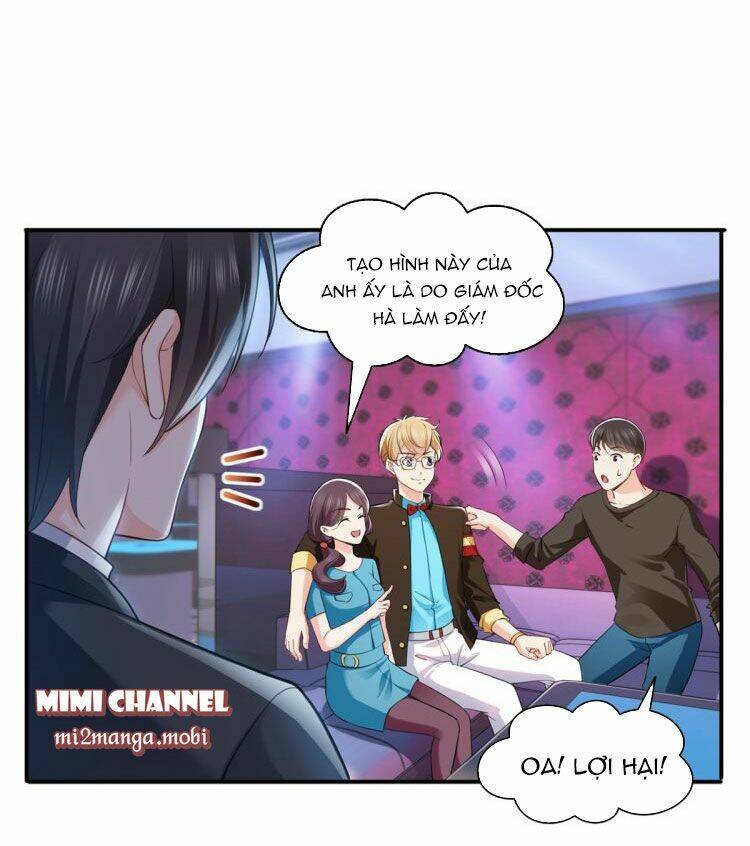 TẠO HÌNH NÀY CỦA
ANH ẤY LÀ DO GIÁM ĐỐC
HÀ LÀM ĐẤY!
MIMI CHANNEL
mi2manga.mobi
OA! LỢI HẠI!